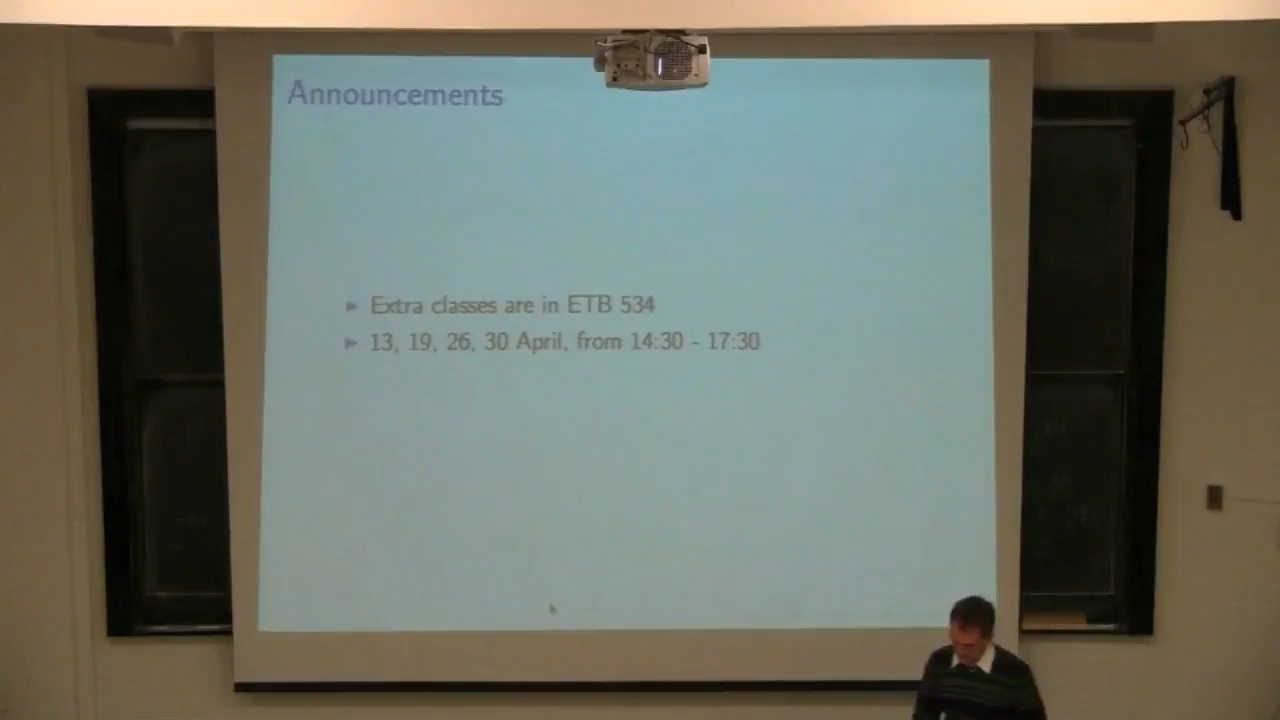 Announcements
Extra classes are in ETB 534
13, 19, 26, 30 April, from 14:30 - 17:30